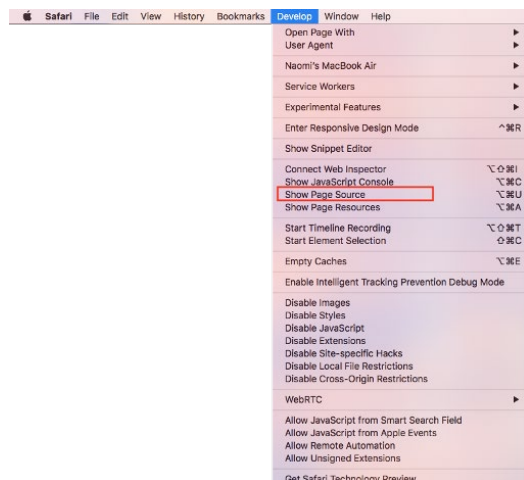 Safari File Edit View History Bookmarks Develop Window Help
Open Page With
User Agent
Naomi's MacBook Air
Service Workers
Experimental Features
Enter Responsive Design Mode ^⌘R
Show Snippet Editor
Connect Web Inspector ⌥⇧⌘I
Show JavaScript Console ⌥⌘C
Show Page Source ⌥⌘U
Show Page Resources ⌥⌘A
Start Timeline Recording ⌥⇧⌘T
Start Element Selection ⇧⌘C
Empty Caches ⌥⌘E
Enable Intelligent Tracking Prevention Debug Mode
Disable Images
Disable Styles
Disable JavaScript
Disable Extensions
Disable Site-specific Hacks
Disable Local File Restrictions
Disable Cross-Origin Restrictions
WebRTC
Allow JavaScript from Smart Search Field
Allow JavaScript from Apple Events
Allow Remote Automation
Allow Unsigned Extensions
Get Safari Technology Preview